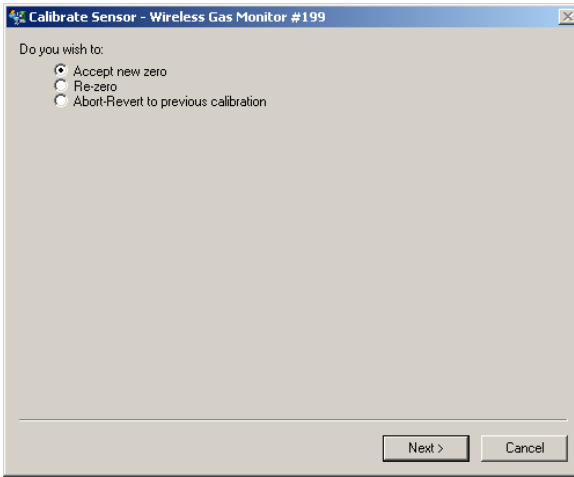 Calibrate Sensor - Wireless Gas Monitor #199
Do you wish to:
Accept new zero
Re-zero
Abort-Revert to previous calibration
Next >
Cancel